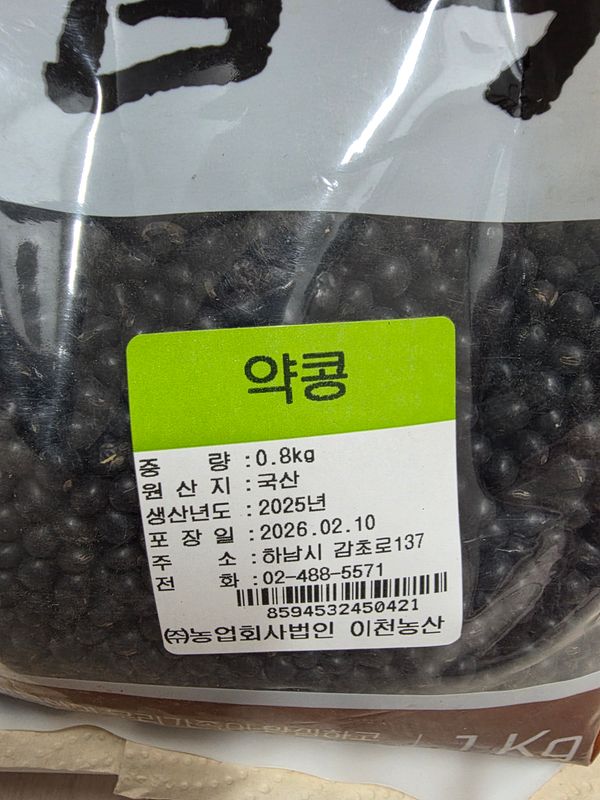 약콩
중 량 : 0.8kg
원 산 지 : 국산
생산년도 : 2025년
포 장 일 : 2026.02.10
주 소 : 하남시 감초로137
전 화 : 02-488-5571
8594532450421
㈜농업회사법인 이천농산
1 Kg